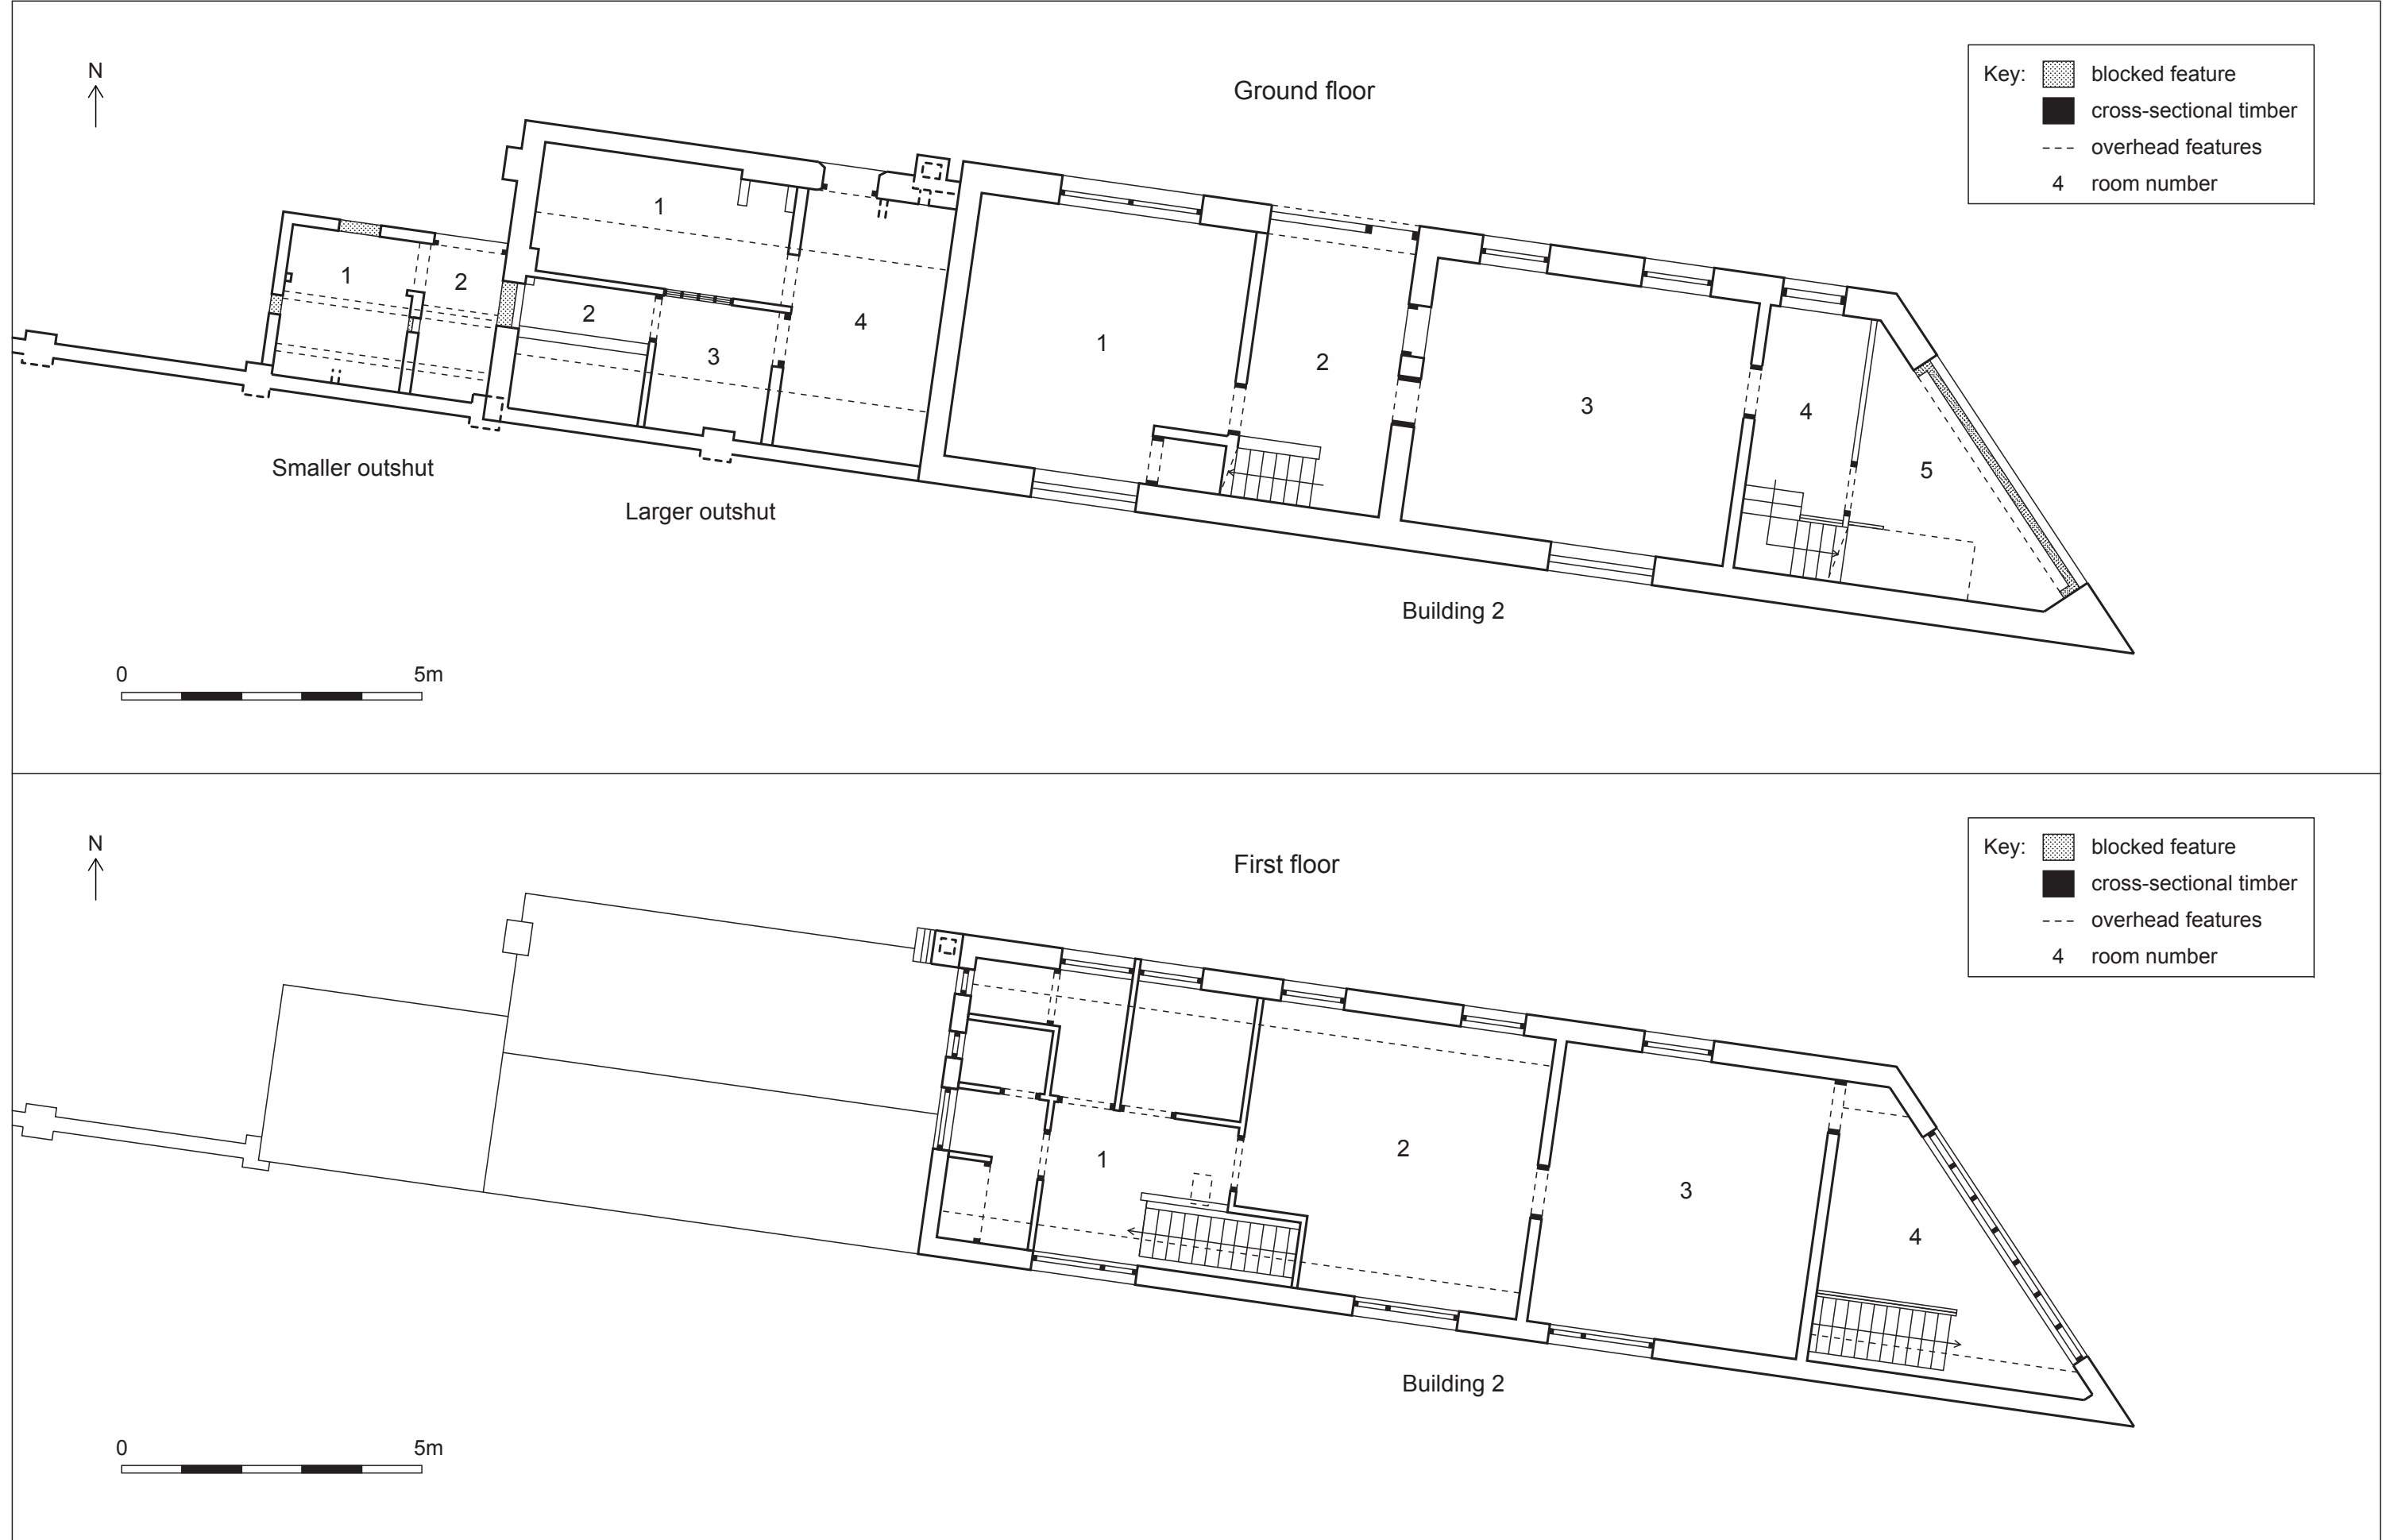 N
Ground floor
Key:
blocked feature
cross-sectional timber
overhead features
4 room number
1
2
1
2
3
4
1
2
3
4
5
Smaller outshut
Larger outshut
Building 2
0 5m
N
First floor
Key:
blocked feature
cross-sectional timber
overhead features
4 room number
1
2
3
4
Building 2
0 5m